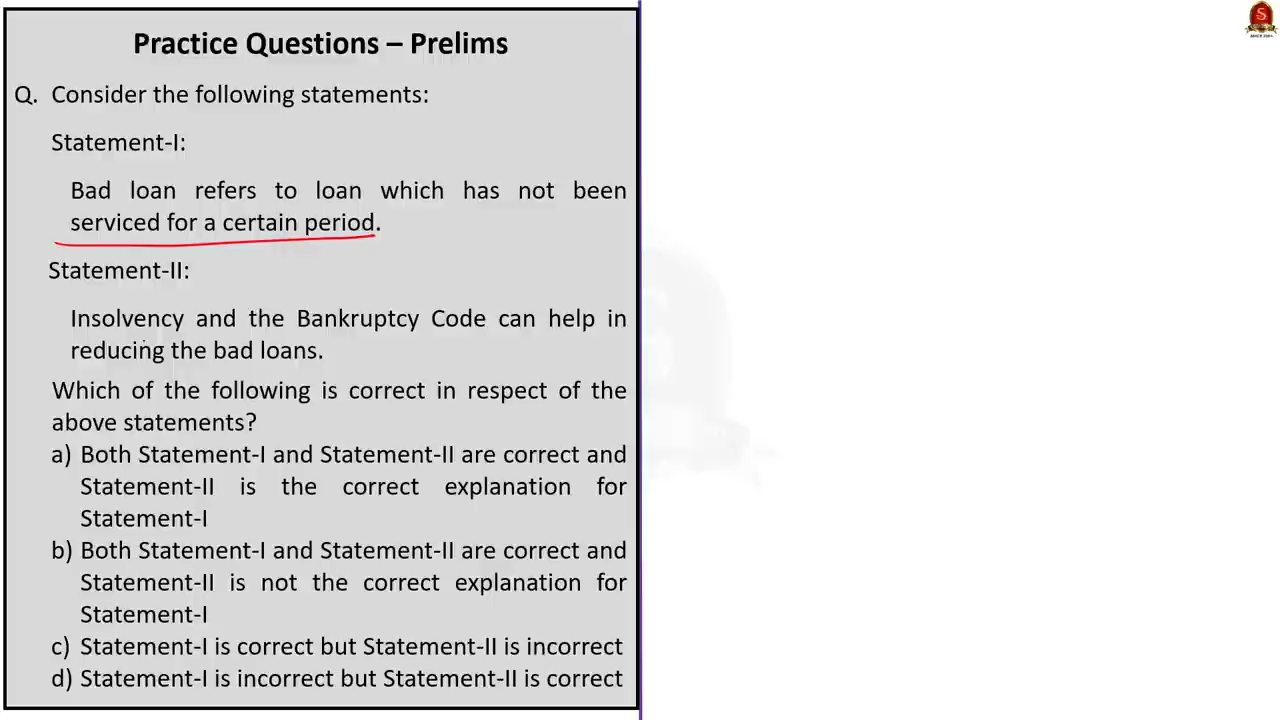 Practice Questions – Prelims
Q. Consider the following statements:
Statement-I:
Bad loan refers to loan which has not been
serviced for a certain period.
Statement-II:
Insolvency and the Bankruptcy Code can help in
reducing the bad loans.
Which of the following is correct in respect of the
above statements?
a) Both Statement-I and Statement-II are correct and
Statement-II is the correct explanation for
Statement-I
b) Both Statement-I and Statement-II are correct and
Statement-II is not the correct explanation for
Statement-I
c) Statement-I is correct but Statement-II is incorrect
d) Statement-I is incorrect but Statement-II is correct